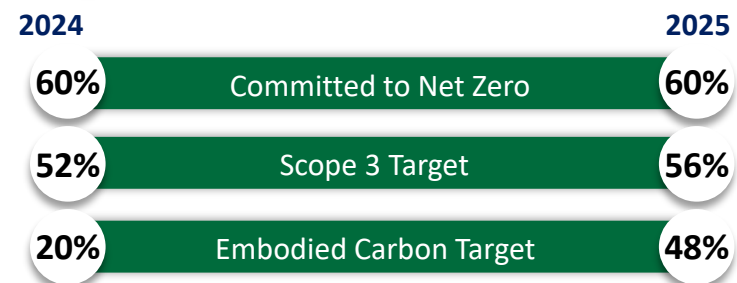 2024 2025
60% Committed to Net Zero 60%
52% Scope 3 Target 56%
20% Embodied Carbon Target 48%